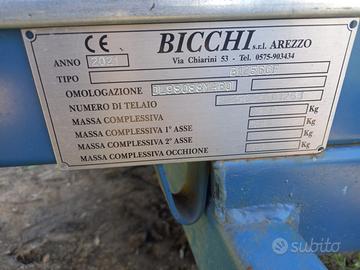 CE BICCHI s.r.l. AREZZO
Via Chiarini 53 - Tel. 0575-903434
ANNO 2021
TIPO
OMOLOGAZIONE
NUMERO DI TELAIO
MASSA COMPLESSIVA Kg
MASSA COMPLESSIVA 1° ASSE Kg
MASSA COMPLESSIVA 2° ASSE Kg
MASSA COMPLESSIVA OCCHIONE Kg
subito